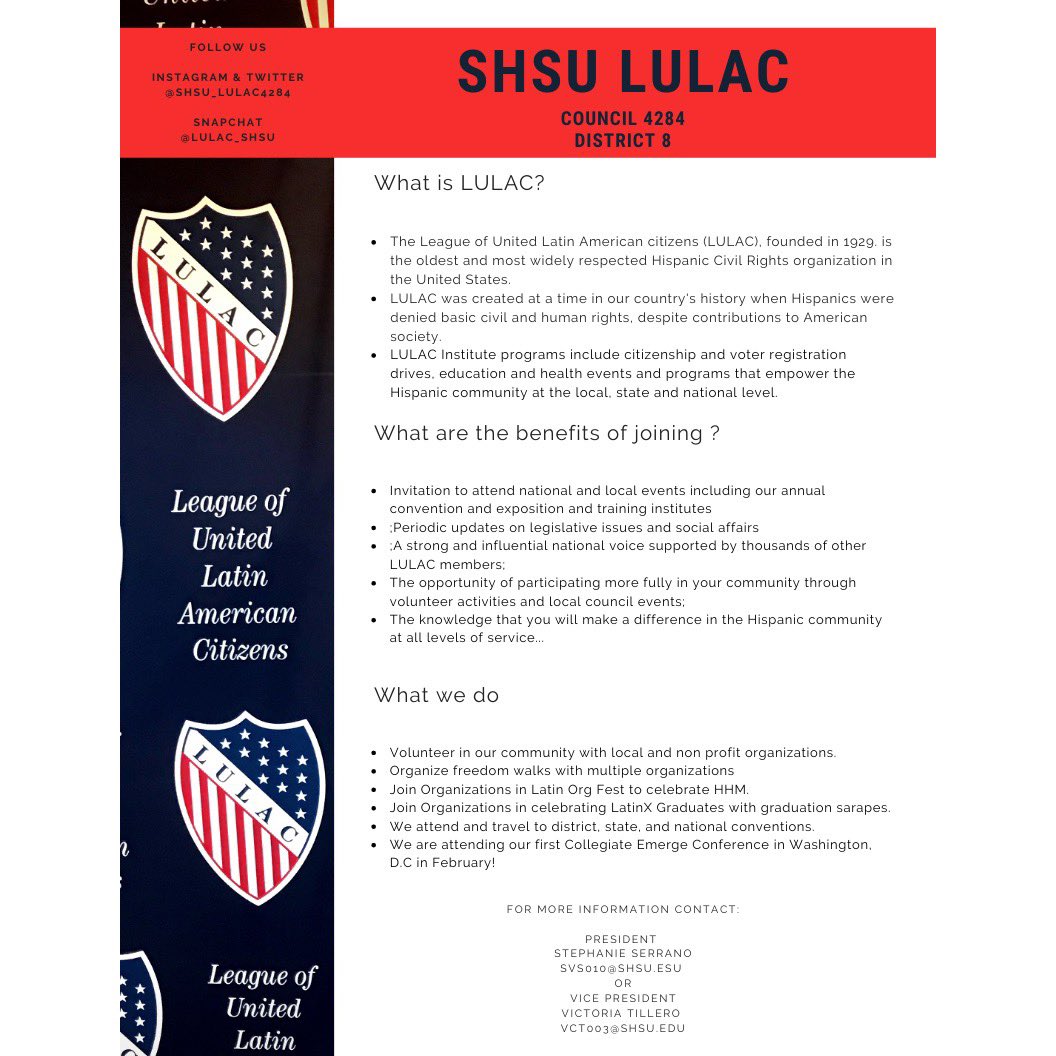 Latin
FOLLOW US
INSTAGRAM & TWITTER
@SHSU_LULAC4284
SNAPCHAT
@LULAC_SHSU
SHSU LULAC
COUNCIL 4284
DISTRICT 8
LULAC
League of
United
Latin
American
Citizens
LULAC
League of
United
Latin
What is LULAC?
The League of United Latin American citizens (LULAC), founded in 1929. is
the oldest and most widely respected Hispanic Civil Rights organization in
the United States.
LULAC was created at a time in our country's history when Hispanics were
denied basic civil and human rights, despite contributions to American
society.
LULAC Institute programs include citizenship and voter registration
drives, education and health events and programs that empower the
Hispanic community at the local, state and national level.
What are the benefits of joining ?
Invitation to attend national and local events including our annual
convention and exposition and training institutes
;Periodic updates on legislative issues and social affairs
;A strong and influential national voice supported by thousands of other
LULAC members;
The opportunity of participating more fully in your community through
volunteer activities and local council events;
The knowledge that you will make a difference in the Hispanic community
at all levels of service...
What we do
Volunteer in our community with local and non profit organizations.
Organize freedom walks with multiple organizations
Join Organizations in Latin Org Fest to celebrate HHM.
Join Organizations in celebrating LatinX Graduates with graduation sarapes.
We attend and travel to district, state, and national conventions.
We are attending our first Collegiate Emerge Conference in Washington,
D.C in February!
FOR MORE INFORMATION CONTACT:
PRESIDENT
STEPHANIE SERRANO
SVS010@SHSU.ESU
OR
VICE PRESIDENT
VICTORIA TILLERO
VCT003@SHSU.EDU